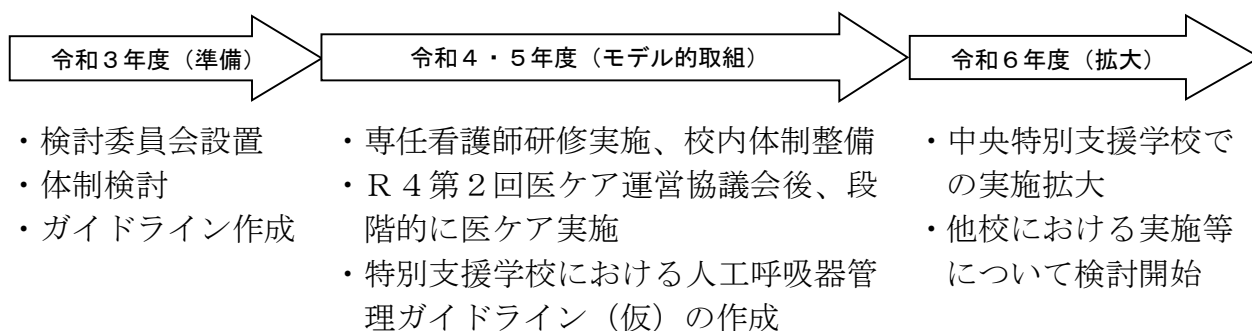 令和３年度（準備）
令和４・５年度（モデル的取組）
令和６年度（拡大）
・検討委員会設置
・体制検討
・ガイドライン作成
・専任看護師研修実施、校内体制整備
・Ｒ４第２回医ケア運営協議会後、段
階的に医ケア実施
・特別支援学校における人工呼吸器管
理ガイドライン（仮）の作成
・中央特別支援学校で
の実施拡大
・他校における実施等
について検討開始